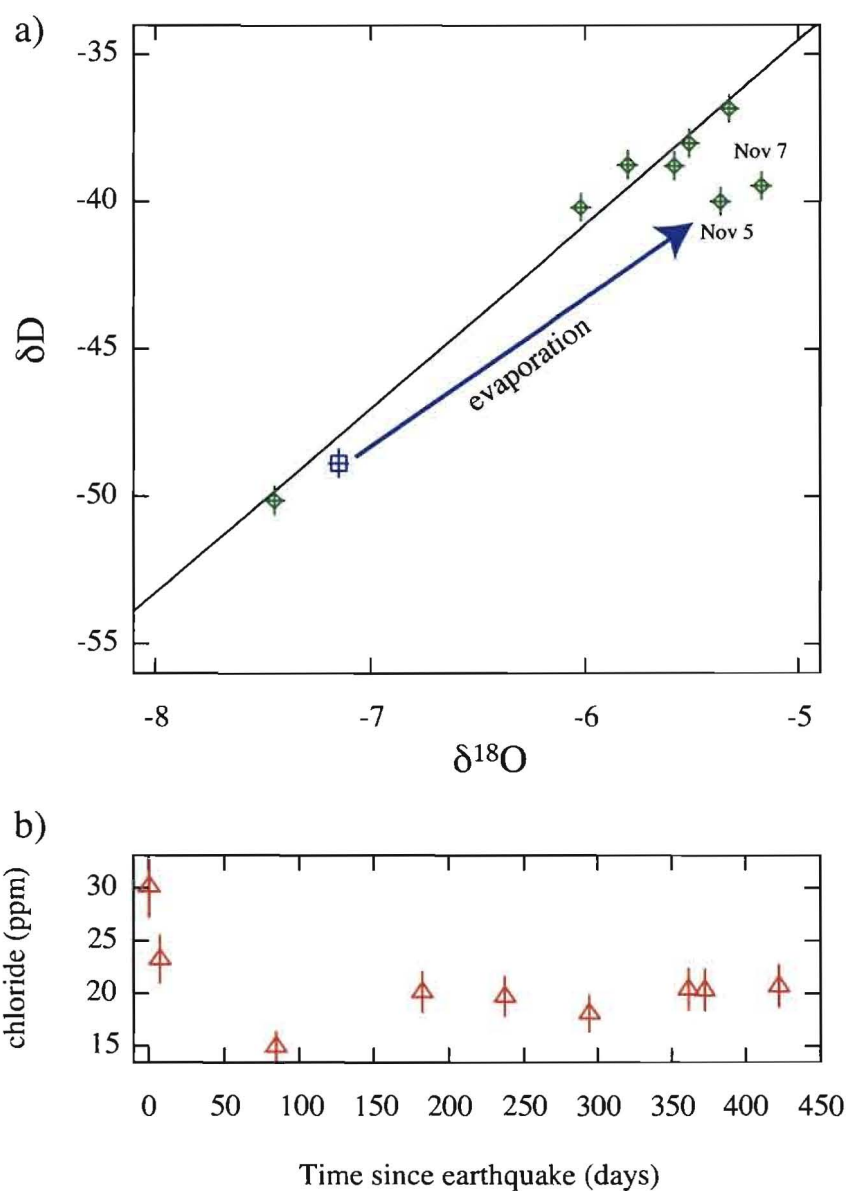 a)
-35
-40
-45
-50
-55
δD
Nov 7
Nov 5
evaporation
-8 -7 -6 -5
δ¹⁸O
b)
30
25
20
15
chloride (ppm)
0 50 100 150 200 250 300 350 400 450
Time since earthquake (days)